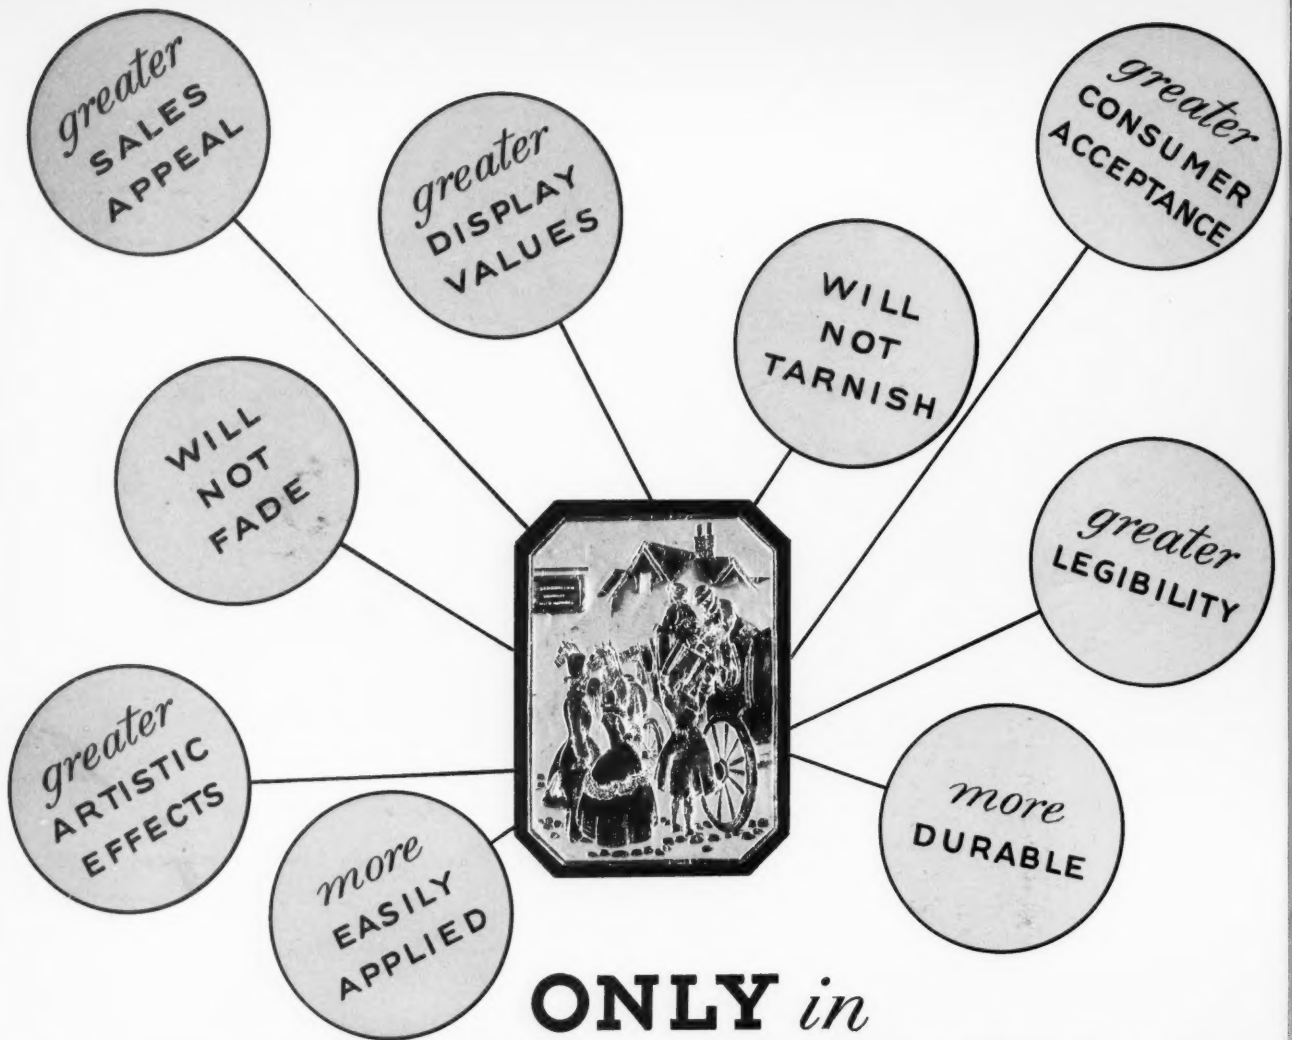 greater
SALES
APPEAL
greater
DISPLAY
VALUES
greater
CONSUMER
ACCEPTANCE
WILL
NOT
TARNISH
WILL
NOT
FADE
greater
LEGIBILITY
greater
ARTISTIC
EFFECTS
more
EASILY
APPLIED
more
DURABLE
ONLY in